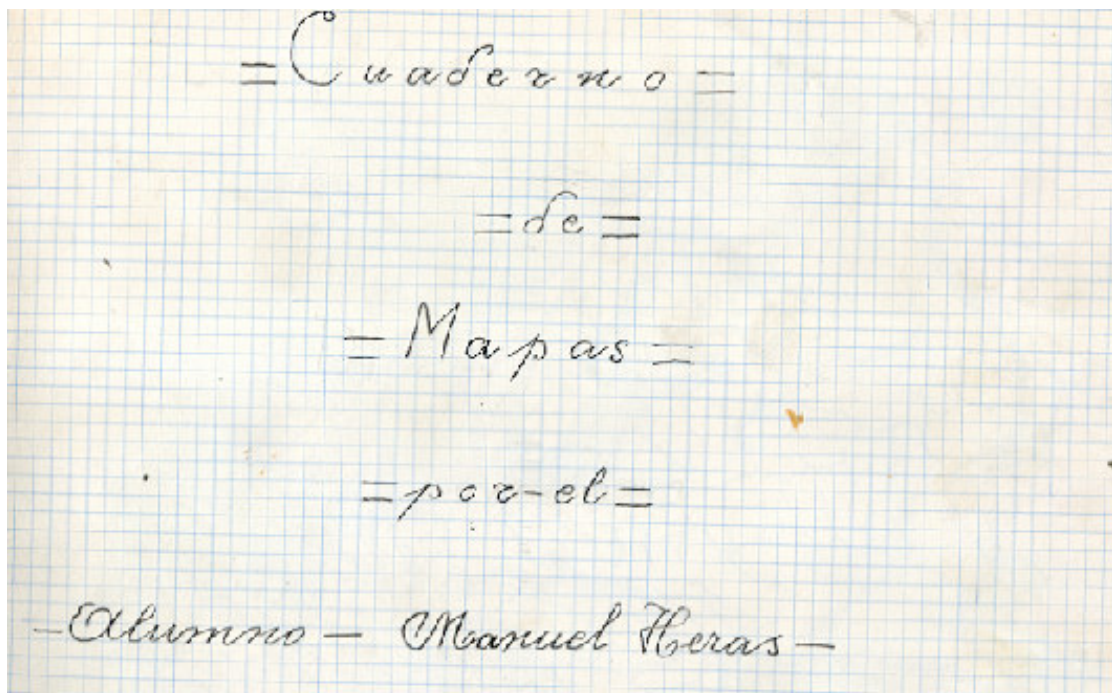 = Cuaderno =
= de =
= Mapas =
= por-el =
- Alumno - Manuel Heras -